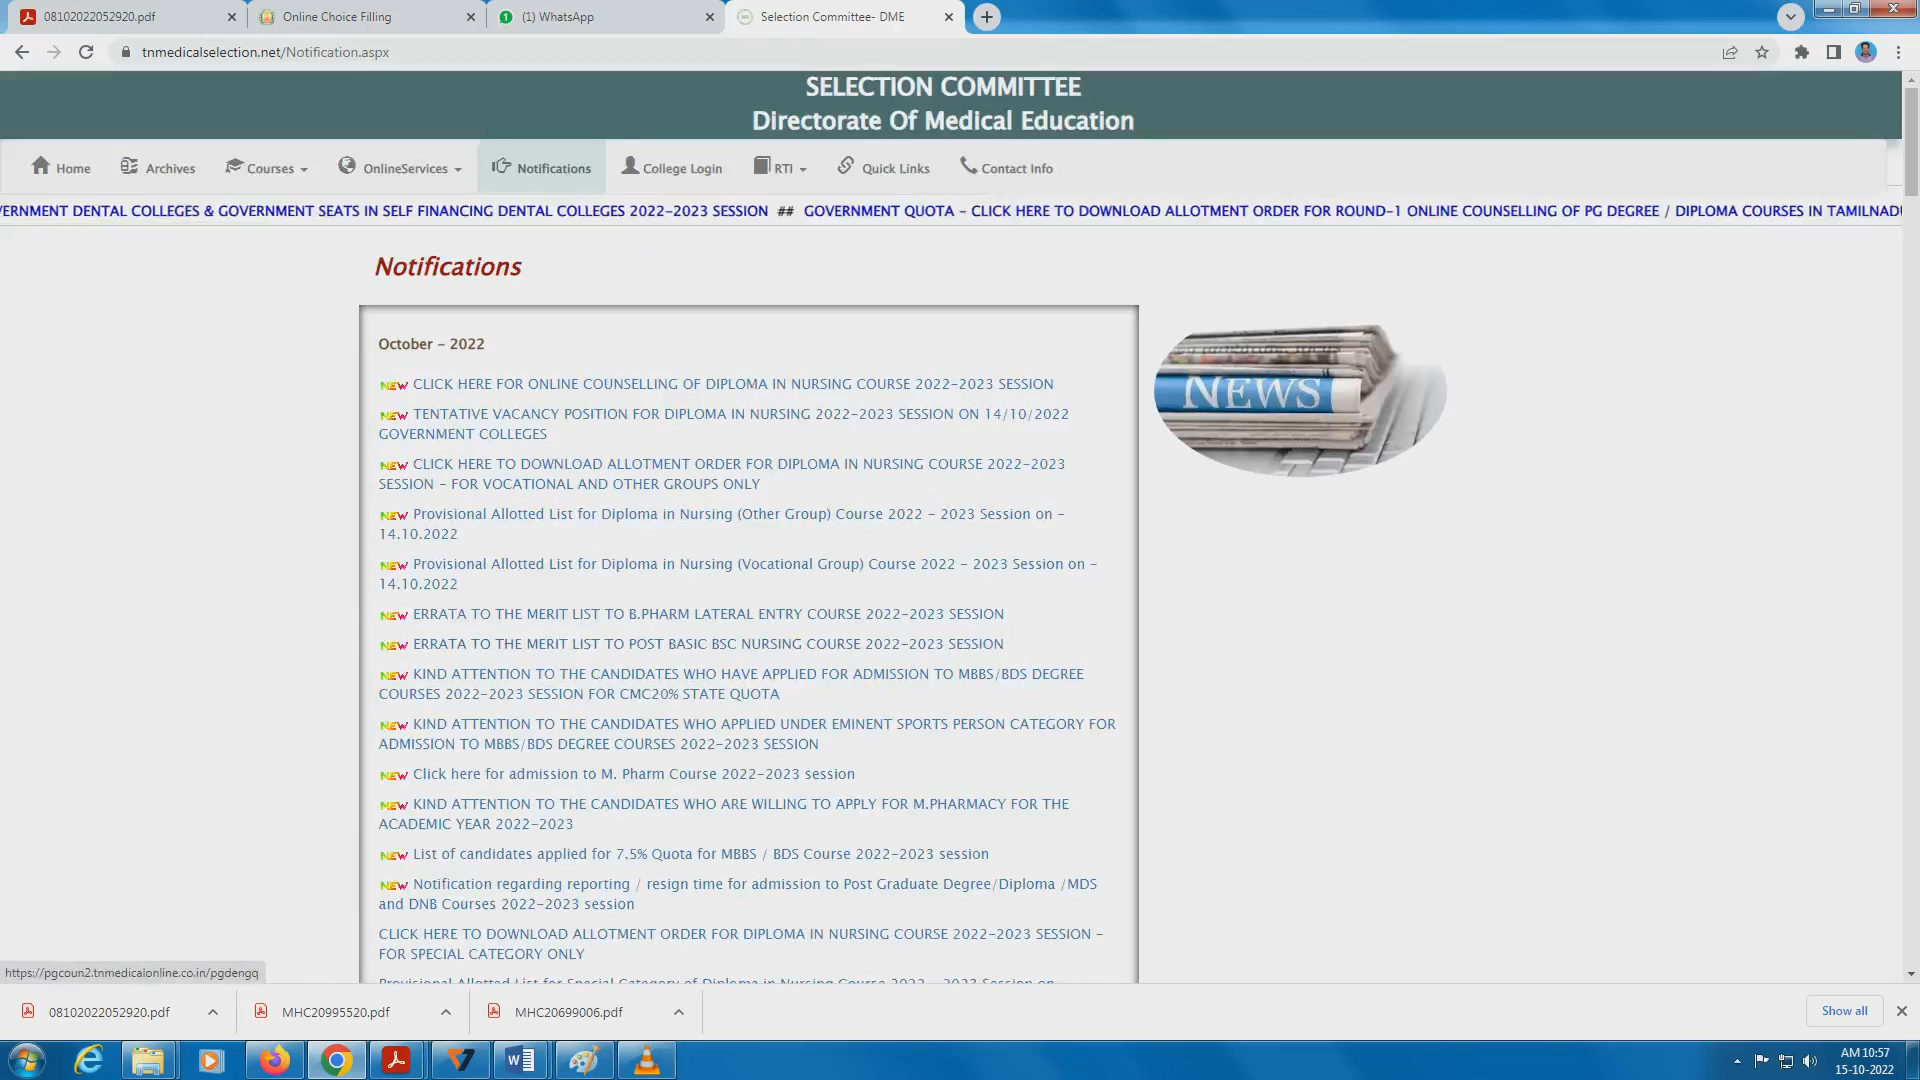 08102022052920.pdf
Online Choice Filling
(1) WhatsApp
Selection Committee- DME
tnmedicalselection.net/Notification.aspx
SELECTION COMMITTEE
Directorate Of Medical Education
Home
Archives
Courses
OnlineServices
Notifications
College Login
RTI
Quick Links
Contact Info
ERNMENT DENTAL COLLEGES & GOVERNMENT SEATS IN SELF FINANCING DENTAL COLLEGES 2022-2023 SESSION ## GOVERNMENT QUOTA - CLICK HERE TO DOWNLOAD ALLOTMENT ORDER FOR ROUND-1 ONLINE COUNSELLING OF PG DEGREE / DIPLOMA COURSES IN TAMILNADU
Notifications
October - 2022
NEWS
NEW CLICK HERE FOR ONLINE COUNSELLING OF DIPLOMA IN NURSING COURSE 2022-2023 SESSION
NEW TENTATIVE VACANCY POSITION FOR DIPLOMA IN NURSING 2022-2023 SESSION ON 14/10/2022
GOVERNMENT COLLEGES
NEW CLICK HERE TO DOWNLOAD ALLOTMENT ORDER FOR DIPLOMA IN NURSING COURSE 2022-2023
SESSION - FOR VOCATIONAL AND OTHER GROUPS ONLY
NEW Provisional Allotted List for Diploma in Nursing (Other Group) Course 2022 - 2023 Session on -
14.10.2022
NEW Provisional Allotted List for Diploma in Nursing (Vocational Group) Course 2022 - 2023 Session on -
14.10.2022
NEW ERRATA TO THE MERIT LIST TO B.PHARM LATERAL ENTRY COURSE 2022-2023 SESSION
NEW ERRATA TO THE MERIT LIST TO POST BASIC BSC NURSING COURSE 2022-2023 SESSION
NEW KIND ATTENTION TO THE CANDIDATES WHO HAVE APPLIED FOR ADMISSION TO MBBS/BDS DEGREE
COURSES 2022-2023 SESSION FOR CMC20% STATE QUOTA
NEW KIND ATTENTION TO THE CANDIDATES WHO APPLIED UNDER EMINENT SPORTS PERSON CATEGORY FOR
ADMISSION TO MBBS/BDS DEGREE COURSES 2022-2023 SESSION
NEW Click here for admission to M. Pharm Course 2022-2023 session
NEW KIND ATTENTION TO THE CANDIDATES WHO ARE WILLING TO APPLY FOR M.PHARMACY FOR THE
ACADEMIC YEAR 2022-2023
NEW List of candidates applied for 7.5% Quota for MBBS / BDS Course 2022-2023 session
NEW Notification regarding reporting / resign time for admission to Post Graduate Degree/Diploma /MDS
and DNB Courses 2022-2023 session
CLICK HERE TO DOWNLOAD ALLOTMENT ORDER FOR DIPLOMA IN NURSING COURSE 2022-2023 SESSION -
FOR SPECIAL CATEGORY ONLY
Provisional Allotted List for Special Category of Diploma in Nursing Course 2022 - 2023 Session on
https://pgcoun2.tnmedicalonline.co.in/pgdengq
08102022052920.pdf
MHC20995520.pdf
MHC20699006.pdf
Show all
AM 10:57
15-10-2022